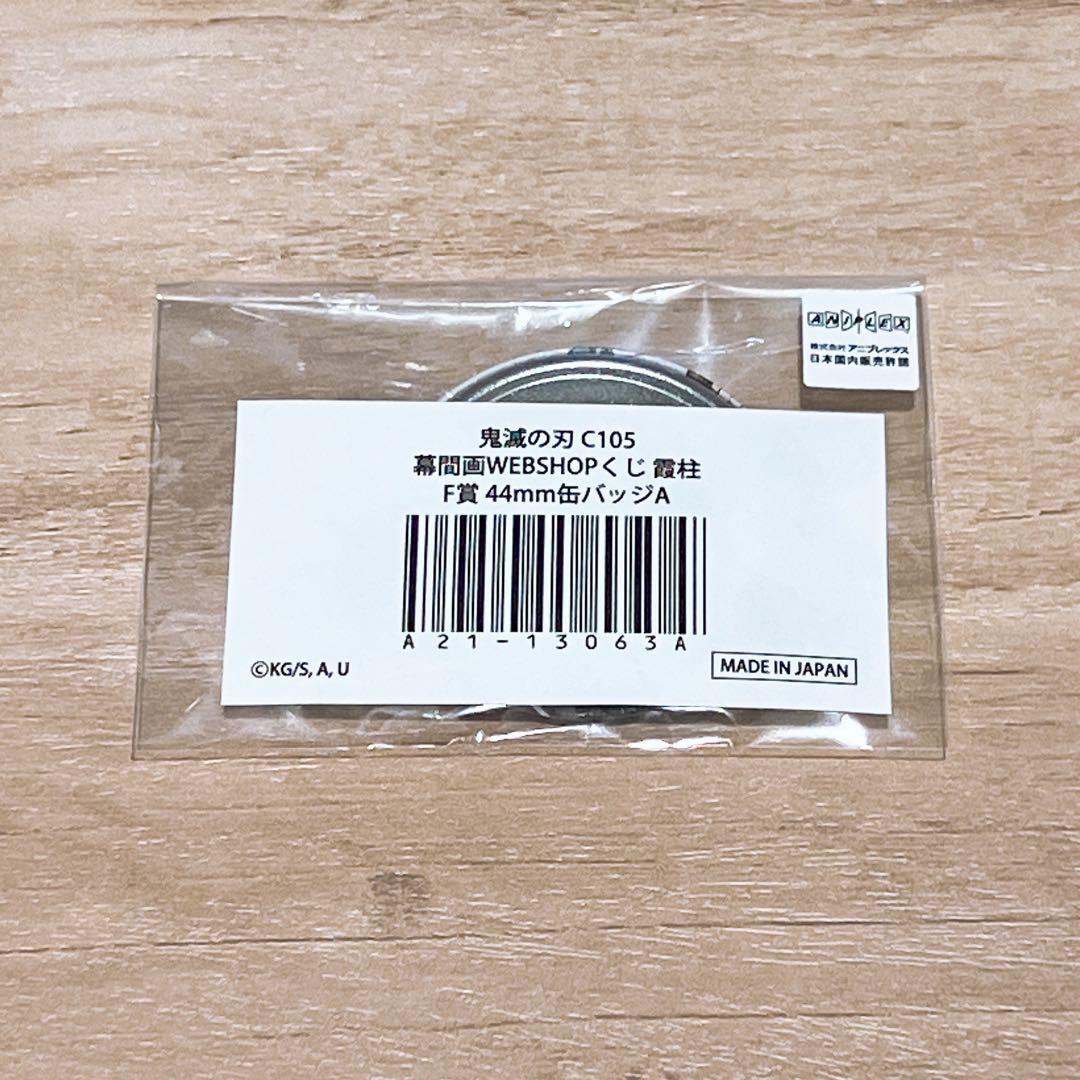 ANIPLEX
株式会社 アニプレックス
日本国内販売許諾
鬼滅の刃 C105
幕間画WEBSHOPくじ 霞柱
F賞 44mm缶バッジA
A21-13063A
©KG/S, A, U
MADE IN JAPAN